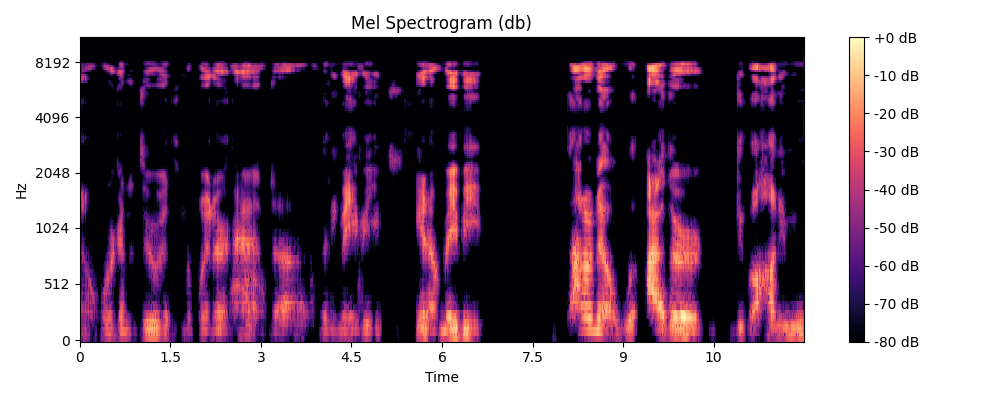 Mel Spectrogram (db)
8192
4096
2048
1024
512
0
Hz
0 1.5 3 4.5 6 7.5 9 10
Time
+0 dB
-10 dB
-20 dB
-30 dB
-40 dB
-50 dB
-60 dB
-70 dB
-80 dB